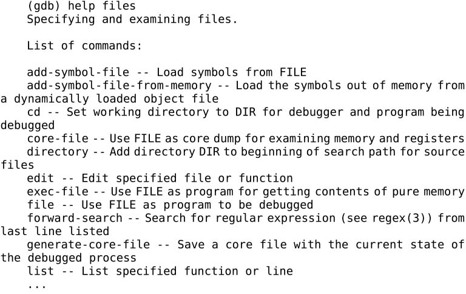 (gdb) help files
Specifying and examining files.
List of commands:
add-symbol-file -- Load symbols from FILE
add-symbol-file-from-memory -- Load the symbols out of memory from
a dynamically loaded object file
cd -- Set working directory to DIR for debugger and program being
debugged
core-file -- Use FILE as core dump for examining memory and registers
directory -- Add directory DIR to beginning of search path for source
files
edit -- Edit specified file or function
exec-file -- Use FILE as program for getting contents of pure memory
file -- Use FILE as program to be debugged
forward-search -- Search for regular expression (see regex(3)) from
last line listed
generate-core-file -- Save a core file with the current state of
the debugged process
list -- List specified function or line
...